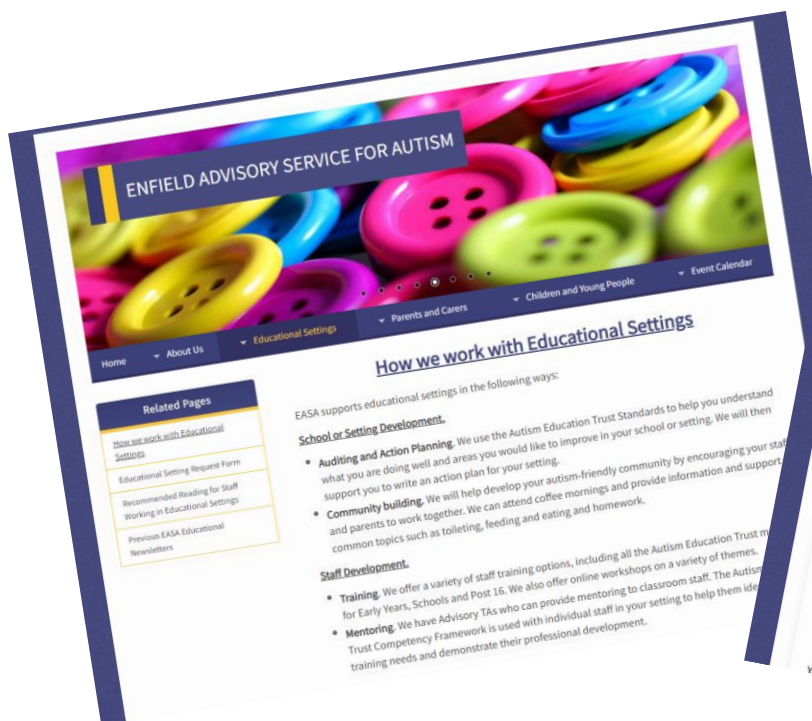 ENFIELD ADVISORY SERVICE FOR AUTISM
Home
About Us
Educational Settings
Parents and Carers
Children and Young People
Event Calendar
Related Pages
How we work with Educational
Settings
Educational Setting Request Form
Recommended Reading for Staff
Working in Educational Settings
Previous EASA Educational
Newsletters
How we work with Educational Settings
EASA supports educational settings in the following ways:
School or Setting Development.
• Auditing and Action Planning. We use the Autism Education Trust Standards to help you understand
what you are doing well and areas you would like to improve in your school or setting. We will then
support you to write an action plan for your setting.
• Community building. We will help develop your autism-friendly community by encouraging your staff
and parents to work together. We can attend coffee mornings and provide information and support
common topics such as toileting, feeding and eating and homework.
Staff Development.
• Training. We offer a variety of staff training options, including all the Autism Education Trust m
for Early Years, Schools and Post 16. We also offer online workshops on a variety of themes.
• Mentoring. We have Advisory TAs who can provide mentoring to classroom staff. The Autism
Trust Competency Framework is used with individual staff in your setting to help them ide
training needs and demonstrate their professional development.